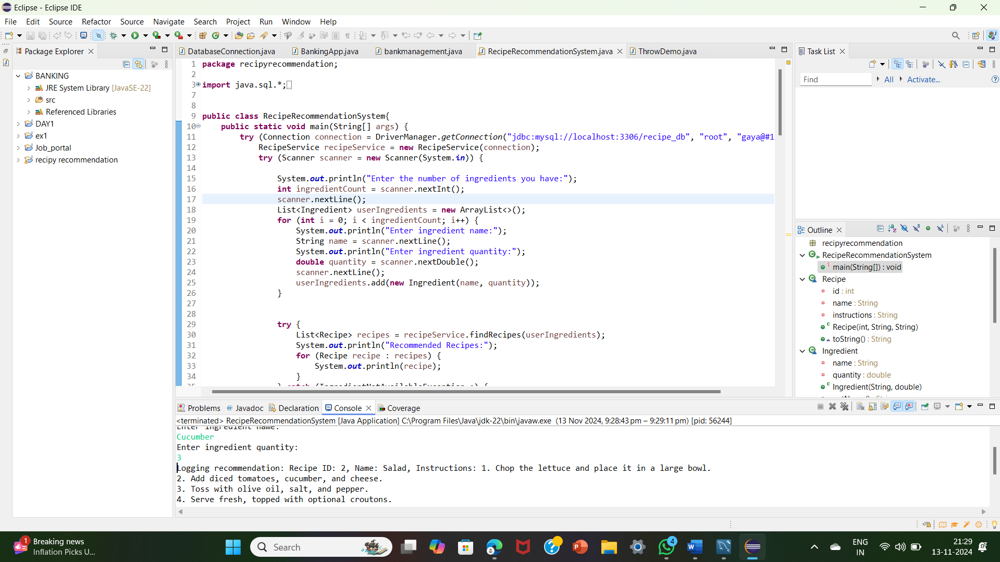 Eclipse - Eclipse IDE
File Edit Source Refactor Source Navigate Search Project Run Window Help
Package Explorer
BANKING
JRE System Library [JavaSE-22]
src
Referenced Libraries
DAY1
ex1
Job_portal
recipy recommendation
DatabaseConnection.java BankingApp.java bankmanagement.java RecipeRecommendationSystem.java ThrowDemo.java
1 package recipyrecommendation;
2
3 import java.sql.*;
7
8
9 public class RecipeRecommendationSystem{
10 public static void main(String[] args) {
11 try (Connection connection = DriverManager.getConnection("jdbc:mysql://localhost:3306/recipe_db", "root", "gaya@#1
12 RecipeService recipeService = new RecipeService(connection);
13 try (Scanner scanner = new Scanner(System.in)) {
14
15 System.out.println("Enter the number of ingredients you have:");
16 int ingredientCount = scanner.nextInt();
17 scanner.nextLine();
18 List<Ingredient> userIngredients = new ArrayList<>();
19 for (int i = 0; i < ingredientCount; i++) {
20 System.out.println("Enter ingredient name:");
21 String name = scanner.nextLine();
22 System.out.println("Enter ingredient quantity:");
23 double quantity = scanner.nextDouble();
24 scanner.nextLine();
25 userIngredients.add(new Ingredient(name, quantity));
26 }
27
28
29 try {
30 List<Recipe> recipes = recipeService.findRecipes(userIngredients);
31 System.out.println("Recommended Recipes:");
32 for (Recipe recipe : recipes) {
33 System.out.println(recipe);
34 }
35 } catch (IngredientNotAvailableException e) {
Task List
Find All Activate...
Outline
recipyrecommendation
RecipeRecommendationSystem
main(String[]) : void
Recipe
id : int
name : String
instructions : String
Recipe(int, String, String)
toString() : String
Ingredient
name : String
quantity : double
Ingredient(String, double)
Problems Javadoc Declaration Console Coverage
<terminated> RecipeRecommendationSystem [Java Application] C:\Program Files\Java\jdk-22\bin\javaw.exe (13 Nov 2024, 9:28:43 pm – 9:29:11 pm) [pid: 56244]
Enter ingredient name:
Cucumber
Enter ingredient quantity:
3
Logging recommendation: Recipe ID: 2, Name: Salad, Instructions: 1. Chop the lettuce and place it in a large bowl.
2. Add diced tomatoes, cucumber, and cheese.
3. Toss with olive oil, salt, and pepper.
4. Serve fresh, topped with optional croutons.
1
Breaking news
Inflation Picks U...
Search
4
ENG
IN
21:29
13-11-2024